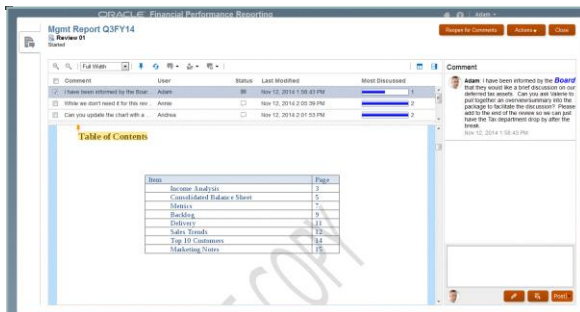 ORACLE Financial Performance Reporting
Adam
Mgmt Report Q3FY14
Review 01
Started
Reopen for Comments
Actions
Close
Full Width
Comment User Status Last Modified Most Discussed
I have been informed by the Boar... Adam Nov 12, 2014 1:58:43 PM 1
While we don't need it for this rev... Annie Nov 12, 2014 2:05:39 PM 2
Can you update the chart with a ... Andrea Nov 12, 2014 2:01:53 PM 2
Table of Contents
Item Page
Income Analysis 3
Consolidated Balance Sheet 5
Metrics 7
Backlog 9
Delivery 11
Sales Trends 12
Top 10 Customers 14
Marketing Notes 15
COPY
Comment
Adam: I have been informed by the Board
that they would like a brief discussion on our
deferred tax assets. Can you ask Valerie to
pull together an overview/summary into the
package to facilitate the discussion? Please
add to the end of the review so we can just
have the Tax department drop by after the
break.
Nov 12, 2014 1:58:43 PM
Post